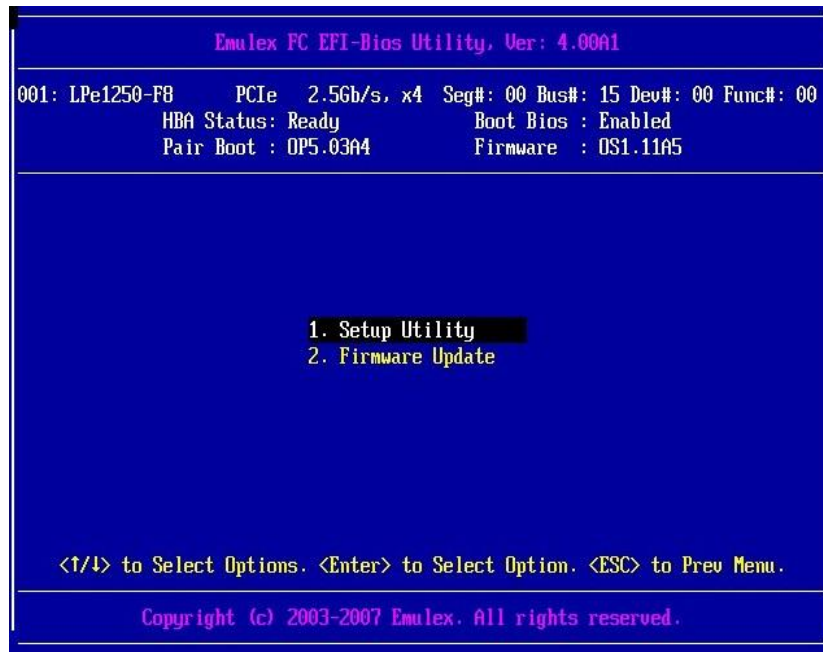 Emulex FC EFI-Bios Utility, Ver: 4.00A1
001: LPe1250-F8 PCIe 2.5Gb/s, x4 Seg#: 00 Bus#: 15 Dev#: 00 Func#: 00
HBA Status: Ready Boot Bios : Enabled
Pair Boot : OP5.03A4 Firmware : OS1.11A5
1. Setup Utility
2. Firmware Update
<↑/↓> to Select Options. <Enter> to Select Option. <ESC> to Prev Menu.
Copyright (c) 2003-2007 Emulex. All rights reserved.